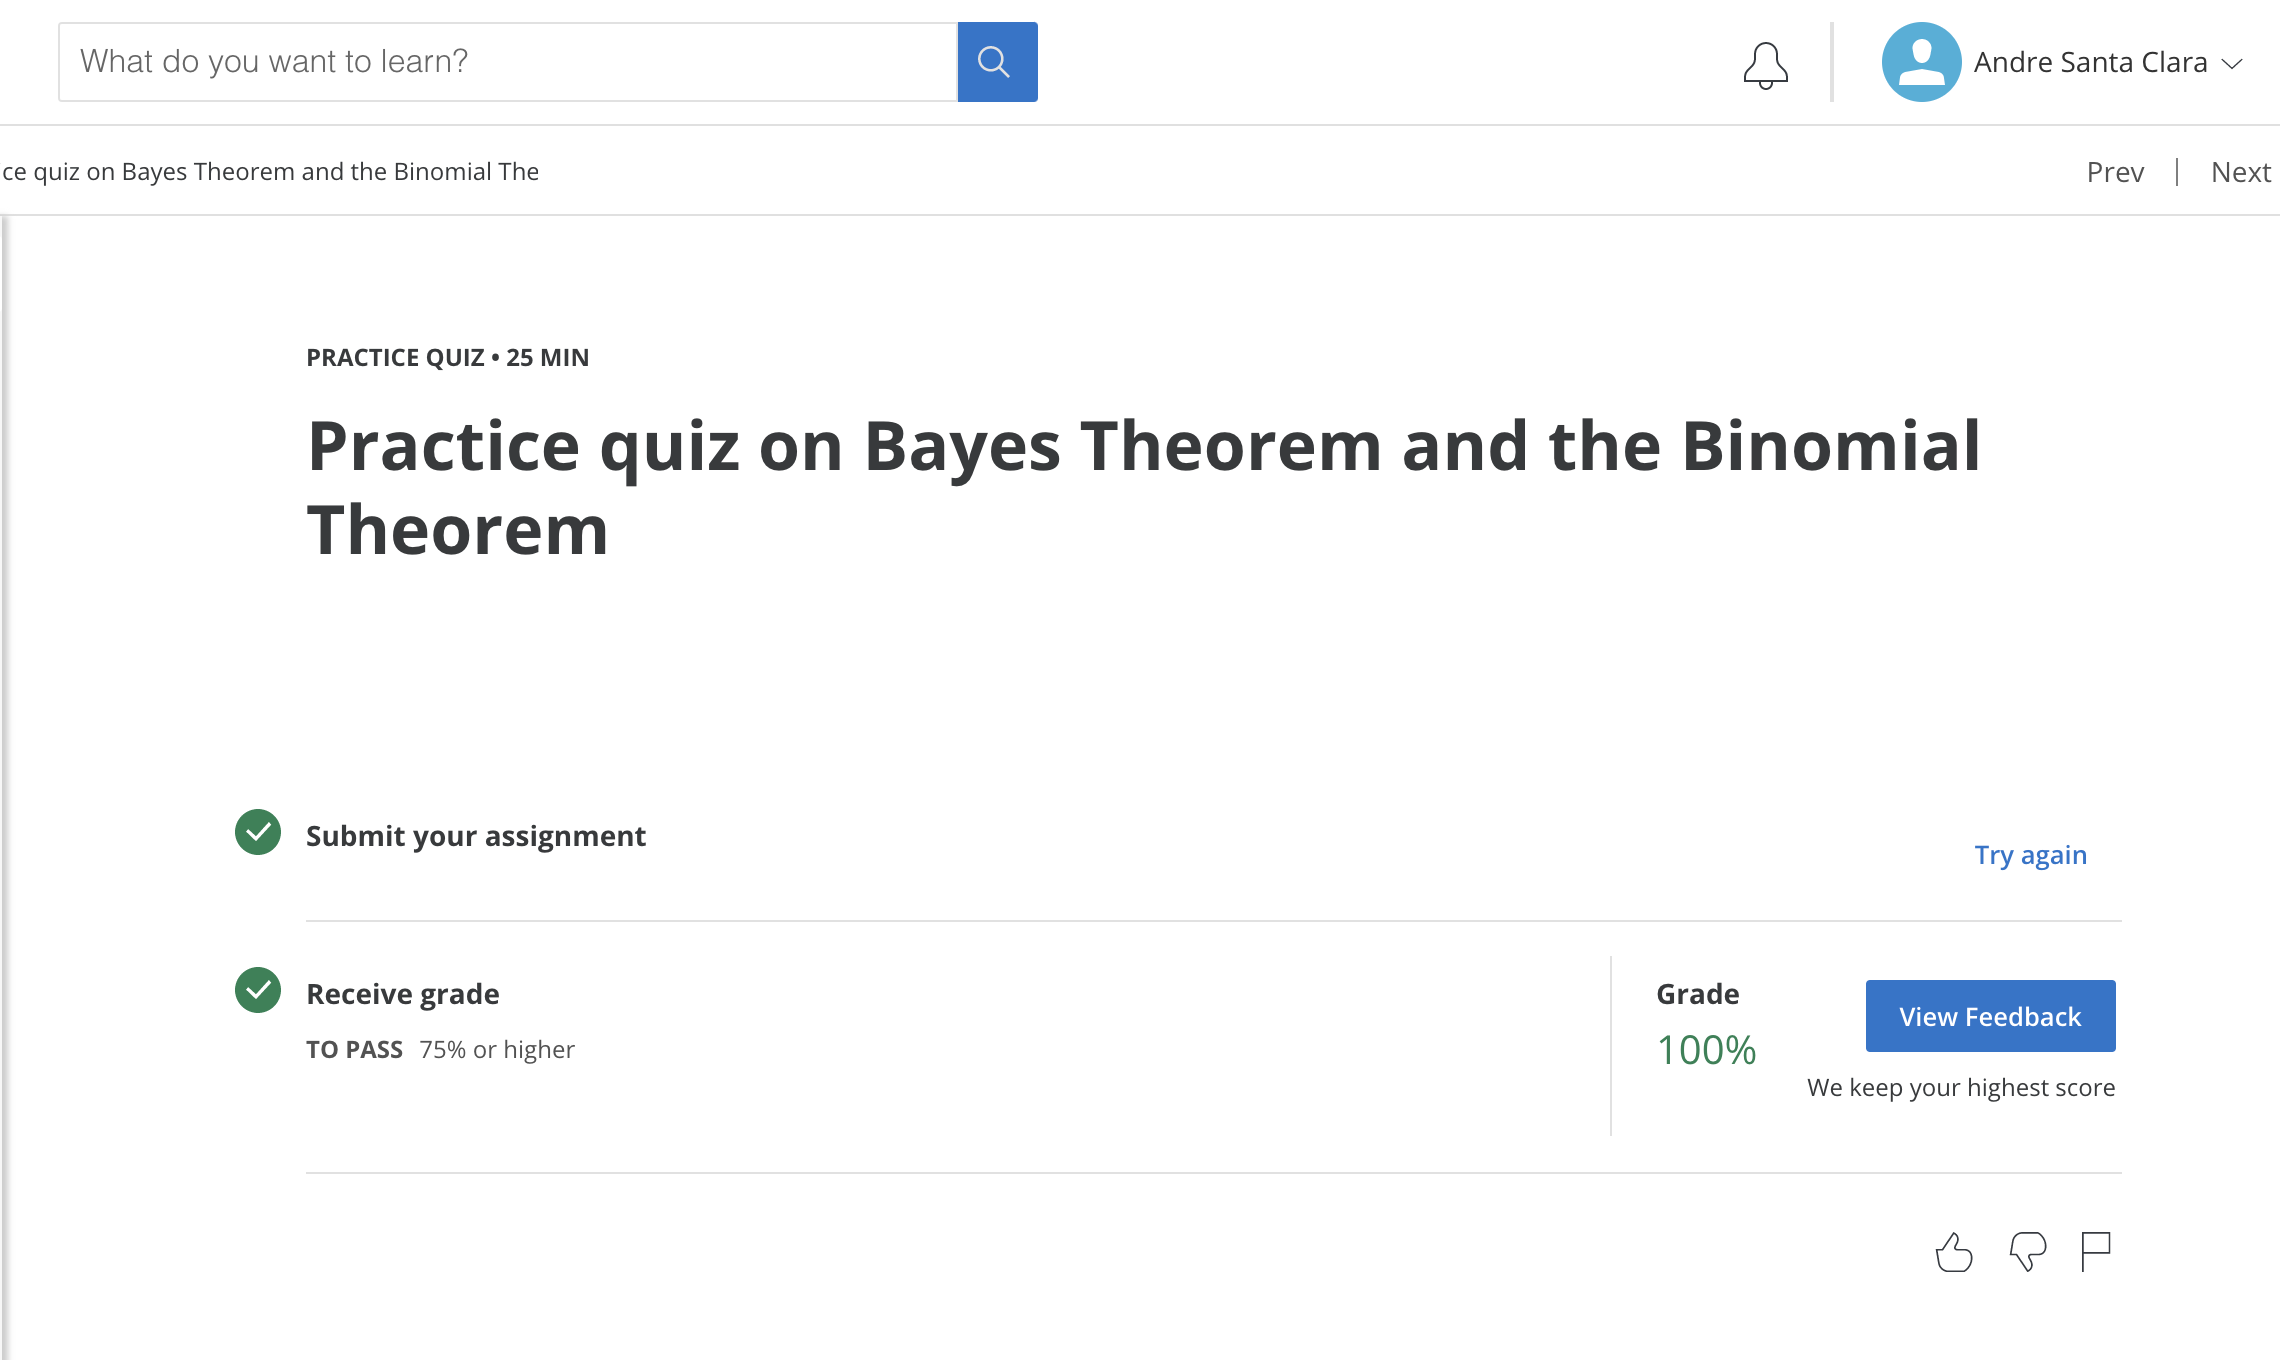 What do you want to learn?
Andre Santa Clara
ce quiz on Bayes Theorem and the Binomial The
Prev | Next
PRACTICE QUIZ • 25 MIN
Practice quiz on Bayes Theorem and the Binomial
Theorem
Submit your assignment
Try again
Receive grade
TO PASS 75% or higher
Grade
100%
View Feedback
We keep your highest score